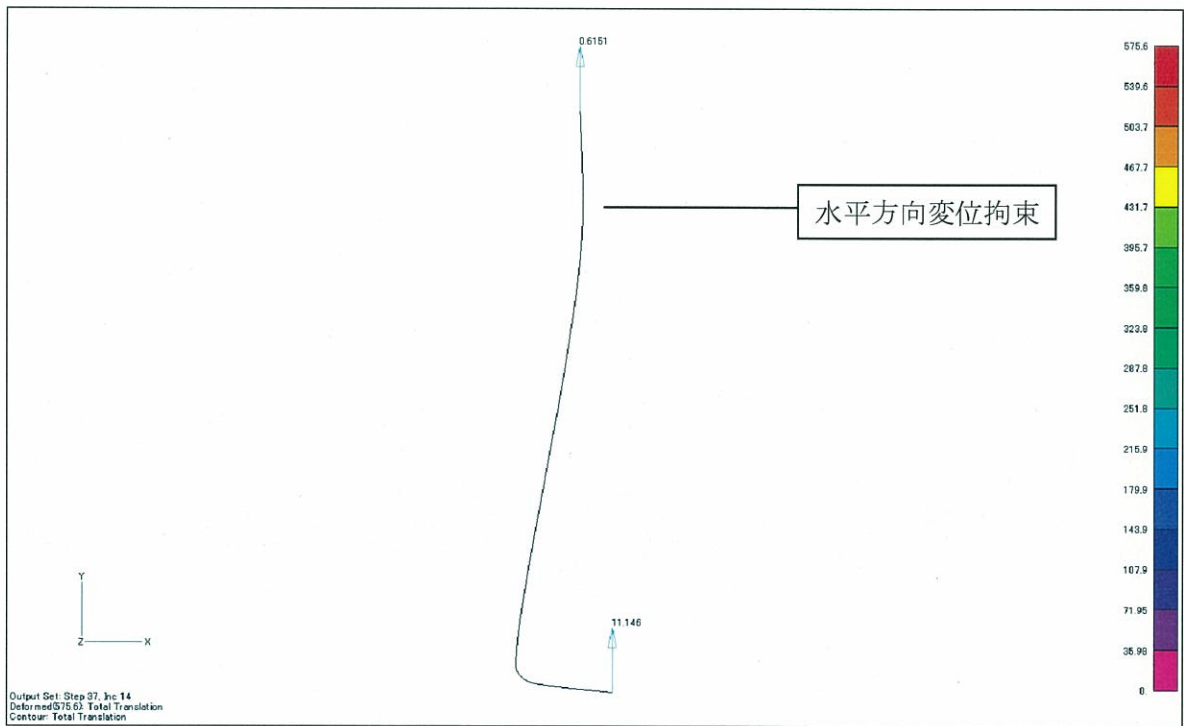 0.6151
水平方向変位拘束
11.146
Y
Z
X
575.6
539.6
503.7
467.7
431.7
395.7
359.8
323.8
287.8
251.8
215.9
179.9
143.9
107.9
71.95
35.98
0.
Output Set: Step 37, Inc 14
Deformed(575.6): Total Translation
Contour: Total Translation